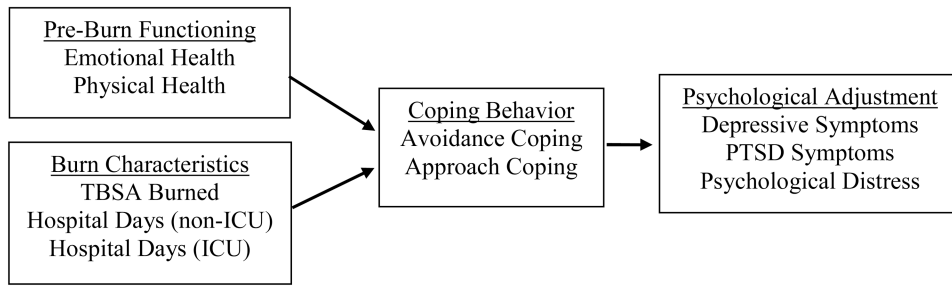 Pre-Burn Functioning
Emotional Health
Physical Health
Burn Characteristics
TBSA Burned
Hospital Days (non-ICU)
Hospital Days (ICU)
Coping Behavior
Avoidance Coping
Approach Coping
Psychological Adjustment
Depressive Symptoms
PTSD Symptoms
Psychological Distress